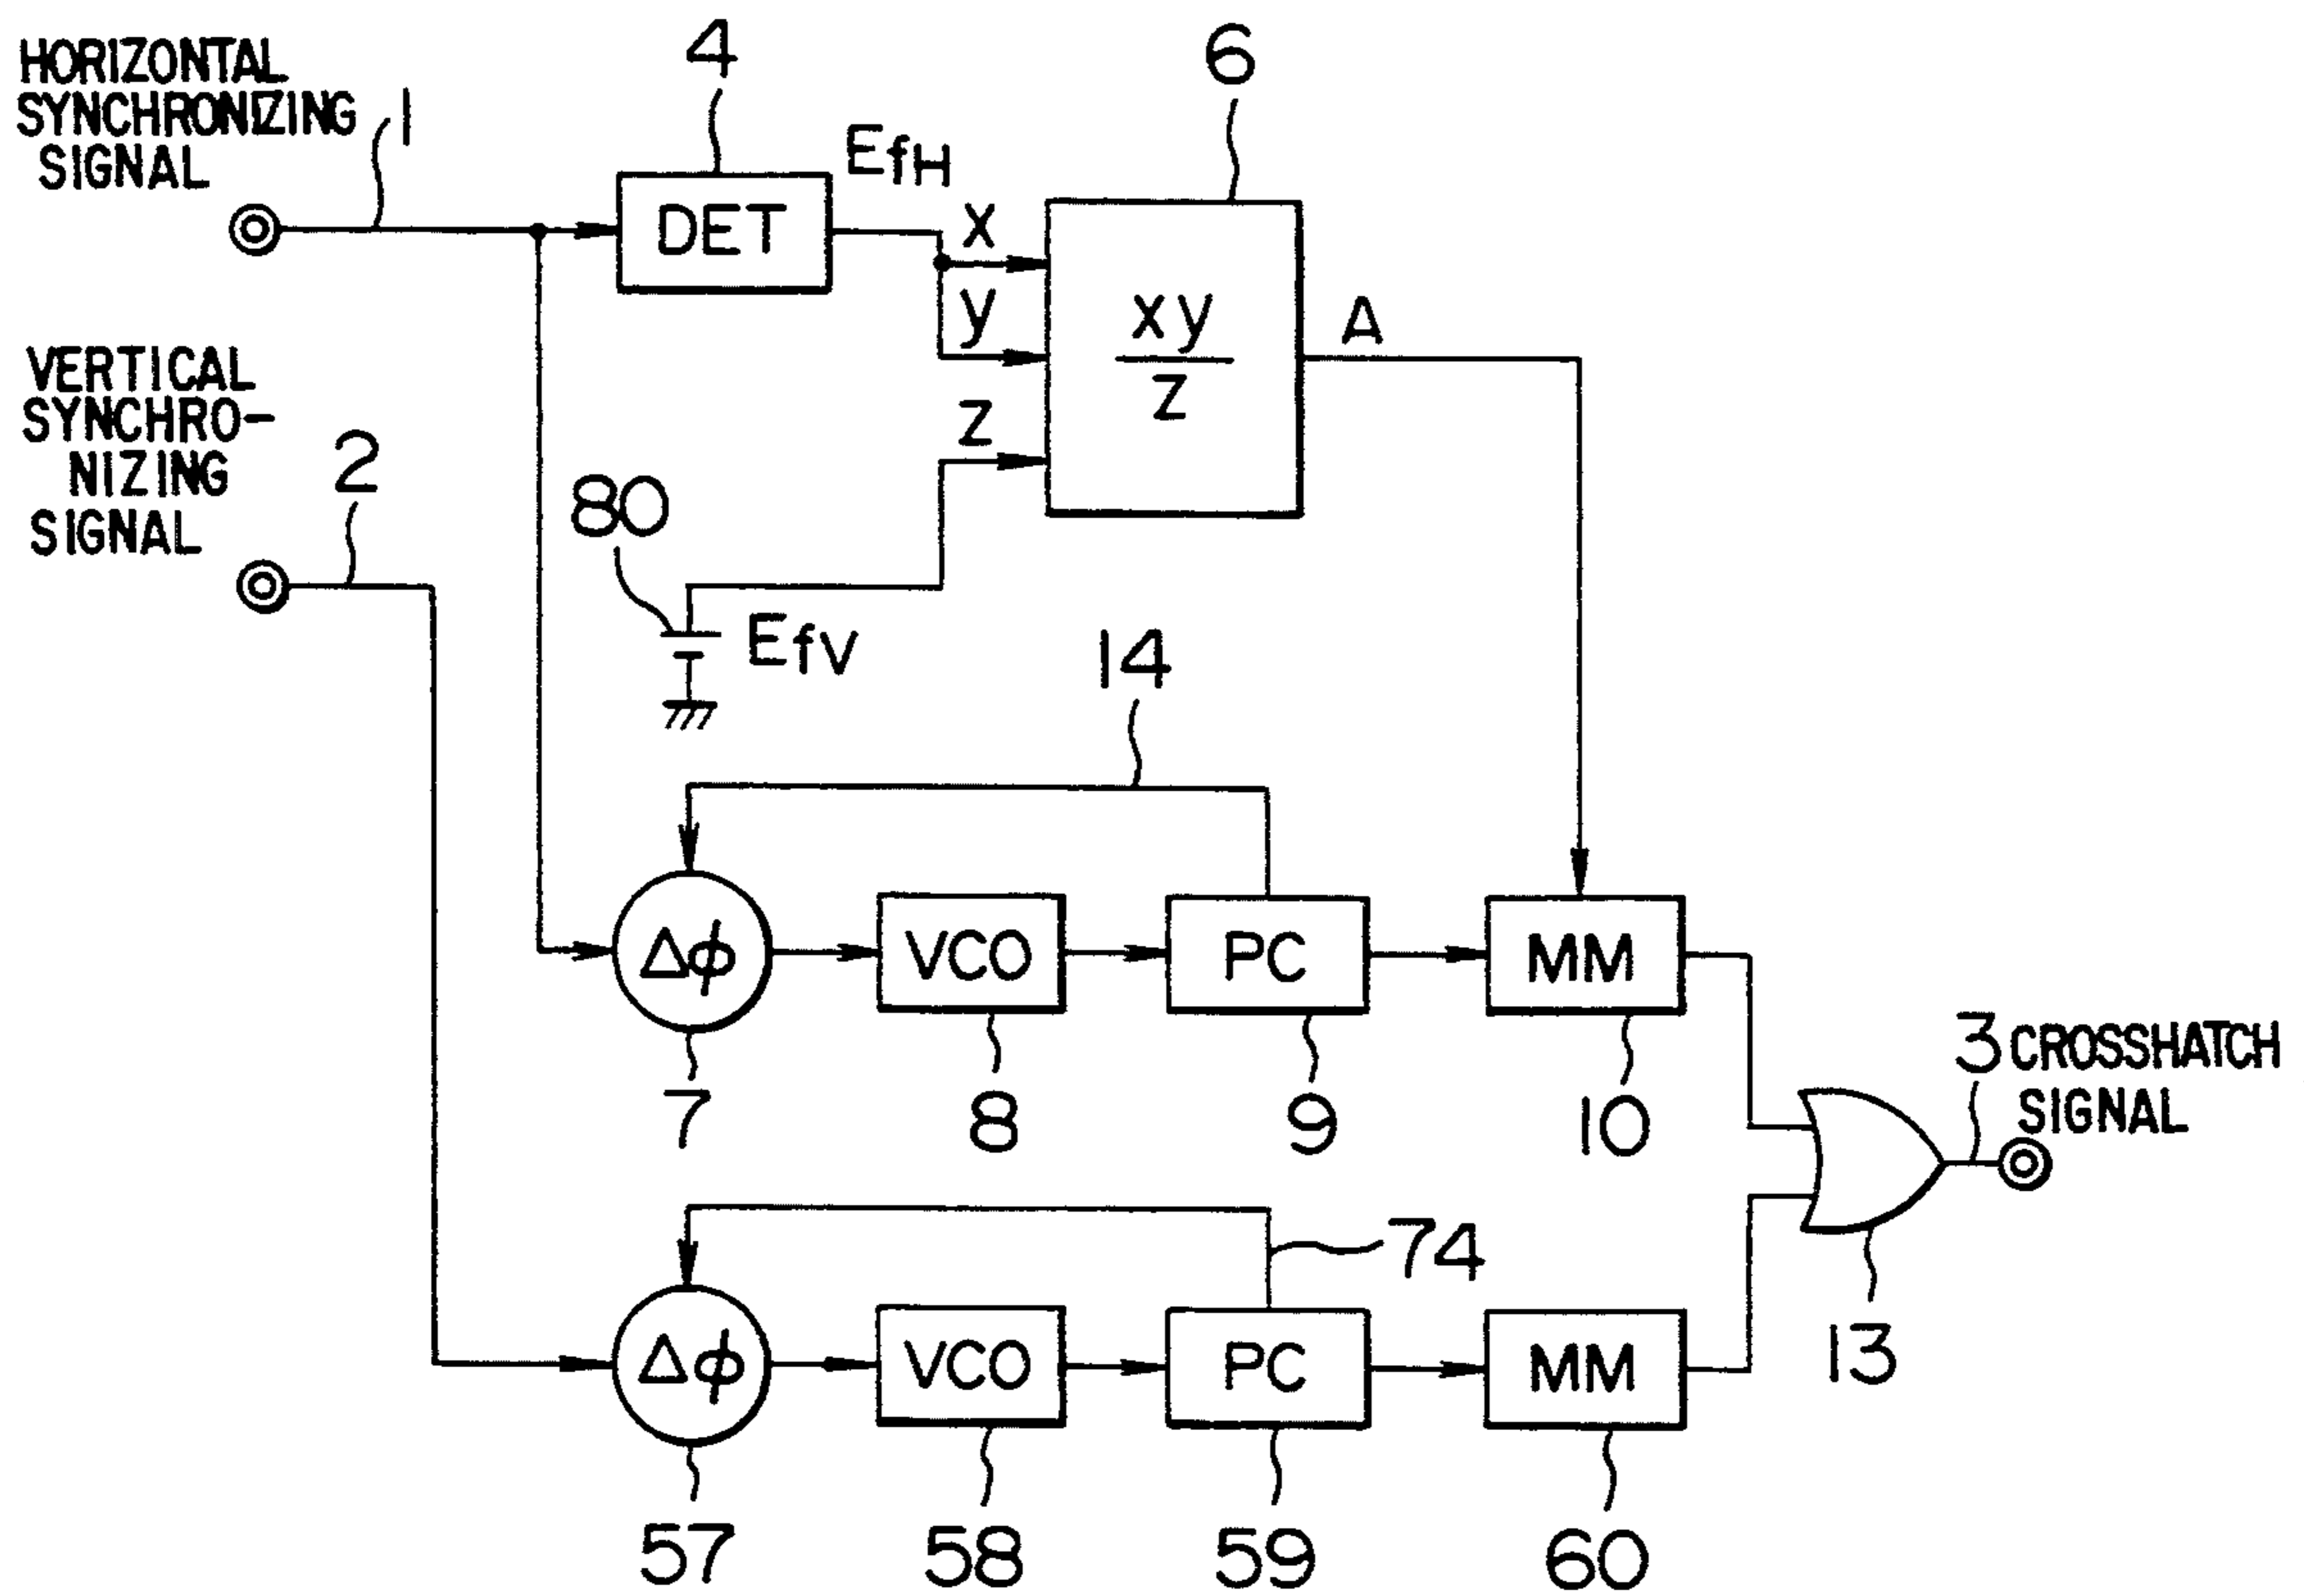 HORIZONTAL
SYNCHRONIZING
SIGNAL
1
4
6
EfH
DET
x
y
z
xy
z
A
VERTICAL
SYNCHRO-
NIZING
SIGNAL
2
80
EfV
14
Δϕ
VCO
PC
MM
7
8
9
10
3 CROSSHATCH
SIGNAL
74
13
Δϕ
VCO
PC
MM
57
58
59
60